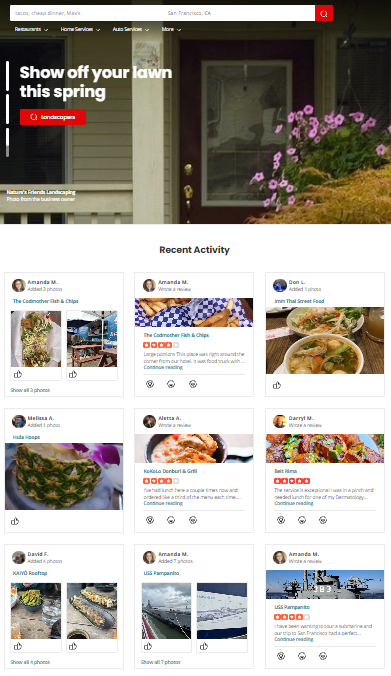 tacos, cheap dinner, Max's
San Francisco, CA
Restaurants
Home Services
Auto Services
More
Show off your lawn
this spring
Landscapers
Nature's Friends Landscaping
Photo from the business owner
Recent Activity
Amanda M.
Added 3 photos
The Codmother Fish & Chips
Show all 3 photos
Amanda M.
Wrote a review
The Codmother Fish & Chips
Large portions This place was right around the
corner from our hotel. It was food truck with ...
Continue reading
Don L.
Added 1 photo
Imm Thai Street Food
Melissa A.
Added 1 photo
Hula Hoops
Aletta A.
Wrote a review
KoKoLo Donburi & Grill
I've had lunch here a couple times now and
ordered like a third of the menu each time...
Continue reading
Darryl M.
Wrote a review
Beit Rima
The service is exceptional! I was in a pinch and
needed lunch for one of my Dermatology...
Continue reading
David F.
Added 4 photos
KAIYŌ Rooftop
Show all 4 photos
Amanda M.
Added 7 photos
USS Pampanito
Show all 7 photos
Amanda M.
Wrote a review
USS Pampanito
I have been wanting to tour a submarine and
our trip to San Francisco had a perfect...
Continue reading